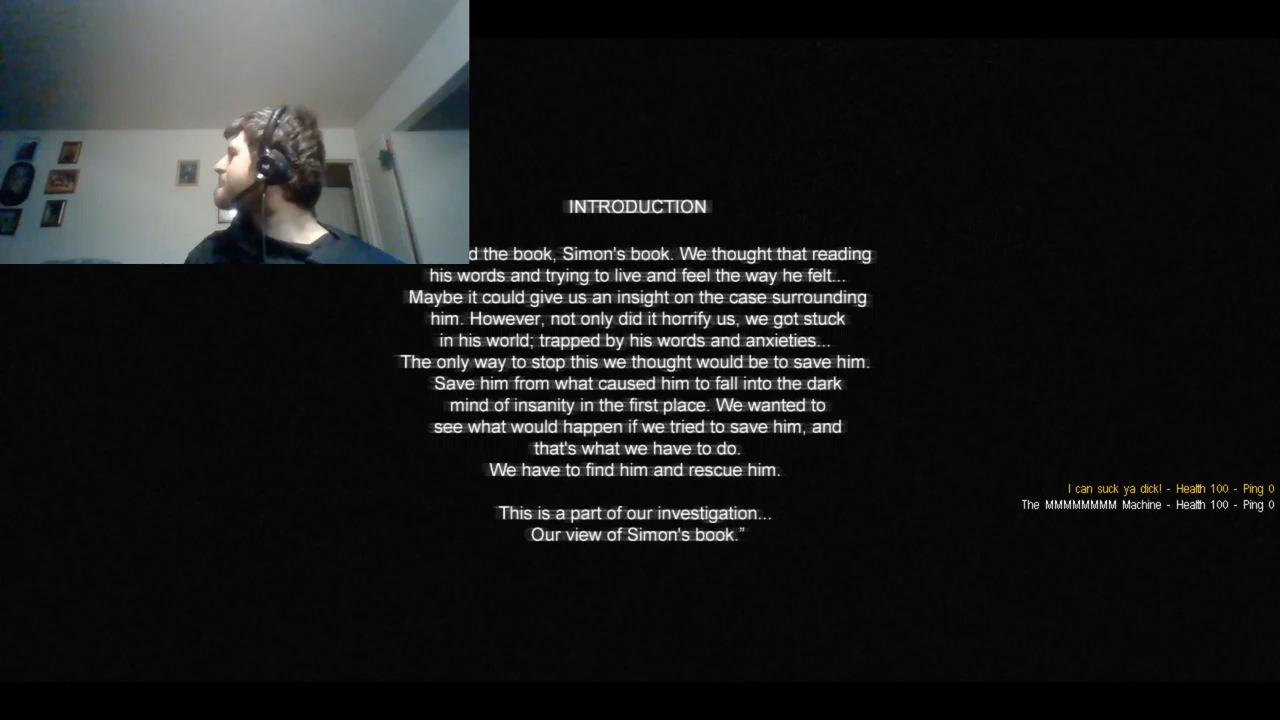 INTRODUCTION
d the book, Simon's book. We thought that reading
his words and trying to live and feel the way he felt...
Maybe it could give us an insight on the case surrounding
him. However, not only did it horrify us, we got stuck
in his world; trapped by his words and anxieties...
The only way to stop this we thought would be to save him.
Save him from what caused him to fall into the dark
mind of insanity in the first place. We wanted to
see what would happen if we tried to save him, and
that's what we have to do.
We have to find him and rescue him.
This is a part of our investigation...
Our view of Simon's book.”
I can suck ya dick! - Health 100 - Ping 0
The MMMMMMMM Machine - Health 100 - Ping 0